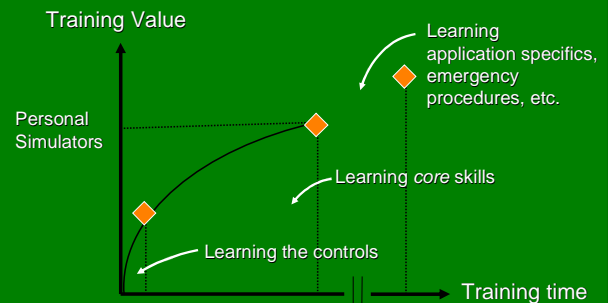 Training Value
Learning
application specifics,
emergency
procedures, etc.
Personal
Simulators
Learning core skills
Learning the controls
Training time